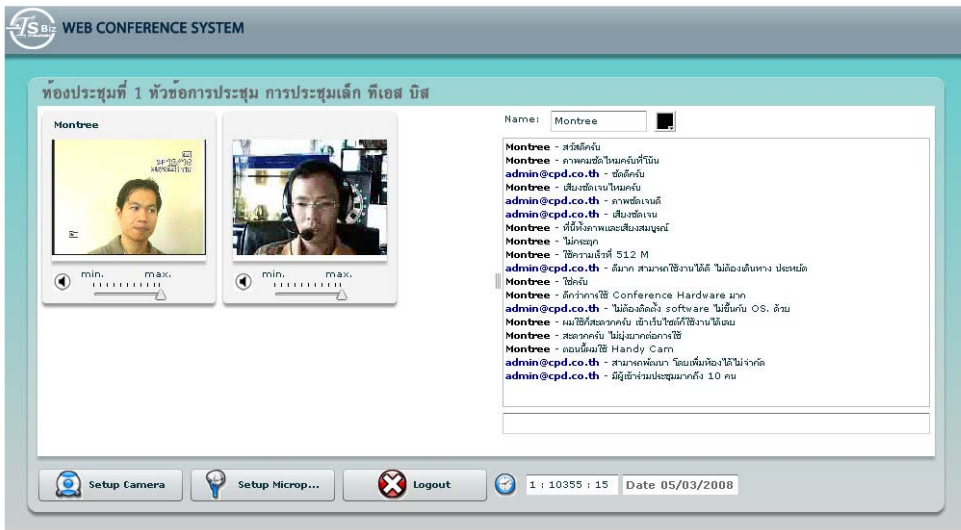 TS Biz WEB CONFERENCE SYSTEM
ห้องประชุมที่ 1 หัวข้อการประชุม การประชุมเล็ก ทีเอส บิส
Montree
min. max.
min. max.
Name: Montree
Montree - สวัสดีครับ
Montree - ภาพคมชัดไหมครับที่โน้น
admin@cpd.co.th - ชัดดีครับ
Montree - เสียงชัดเจนไหมครับ
admin@cpd.co.th - ภาพชัดเจนดี
admin@cpd.co.th - เสียงชัดเจน
Montree - ที่นี้ทั้งภาพและเสียงสมบูรณ์
Montree - ไม่กระตุก
Montree - ใช้ความเร็วที่ 512 M
admin@cpd.co.th - ดีมาก สามารถใช้งานได้ดี ไม่ต้องเดินทาง ประหยัด
Montree - ใช่ครับ
Montree - ดีกว่าการใช้ Conference Hardware มาก
admin@cpd.co.th - ไม่ต้องติดตั้ง software ไม่ขึ้นกับ OS. ด้วย
Montree - ผมใช้ก็สะดวกครับ เข้าเว็บไซต์ก็ใช้งานได้เลย
Montree - สะดวกครับ ไม่ยุ่งยากต่อการใช้
Montree - ตอนนี้ผมใช้ Handy Cam
admin@cpd.co.th - สามารถพัฒนา โดยเพิ่มห้องได้ไม่จำกัด
admin@cpd.co.th - มีผู้เข้าร่วมประชุมมากถึง 10 คน
Setup Camera Setup Microp... Logout 1 : 10355 : 15 Date 05/03/2008